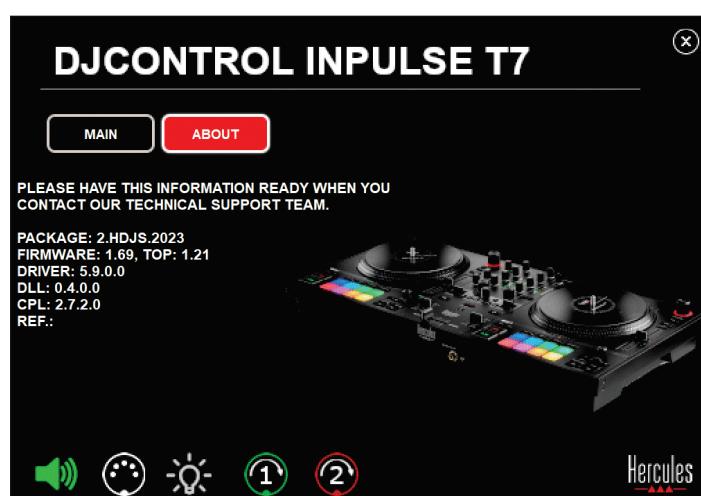 DJCONTROL INPULSE T7
MAIN
ABOUT
PLEASE HAVE THIS INFORMATION READY WHEN YOU
CONTACT OUR TECHNICAL SUPPORT TEAM.
PACKAGE: 2.HDJS.2023
FIRMWARE: 1.69, TOP: 1.21
DRIVER: 5.9.0.0
DLL: 0.4.0.0
CPL: 2.7.2.0
REF.:
1
2
Hercules